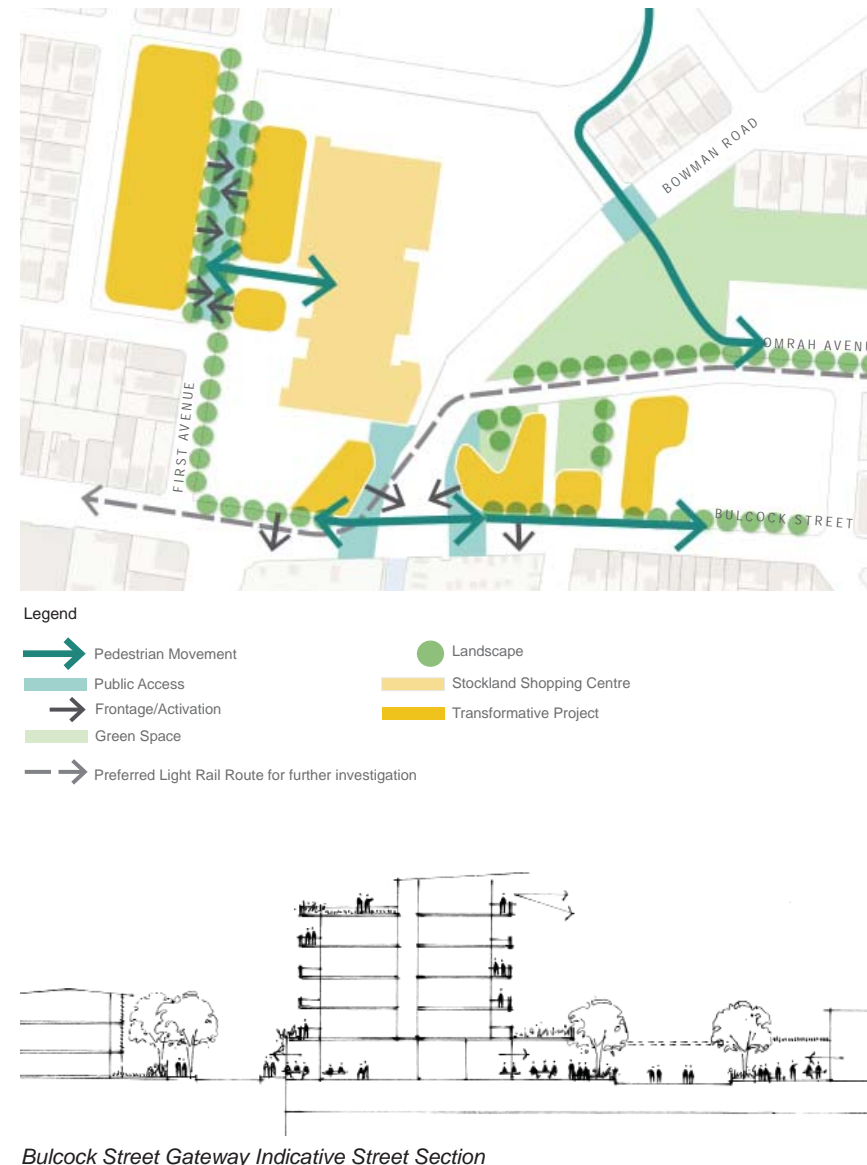 BOWMAN ROAD
OMRAH AVENU
FIRST AVENUE
BULCOCK STREET
Legend
Pedestrian Movement
Public Access
Frontage/Activation
Green Space
Preferred Light Rail Route for further investigation
Landscape
Stockland Shopping Centre
Transformative Project
Bulcock Street Gateway Indicative Street Section